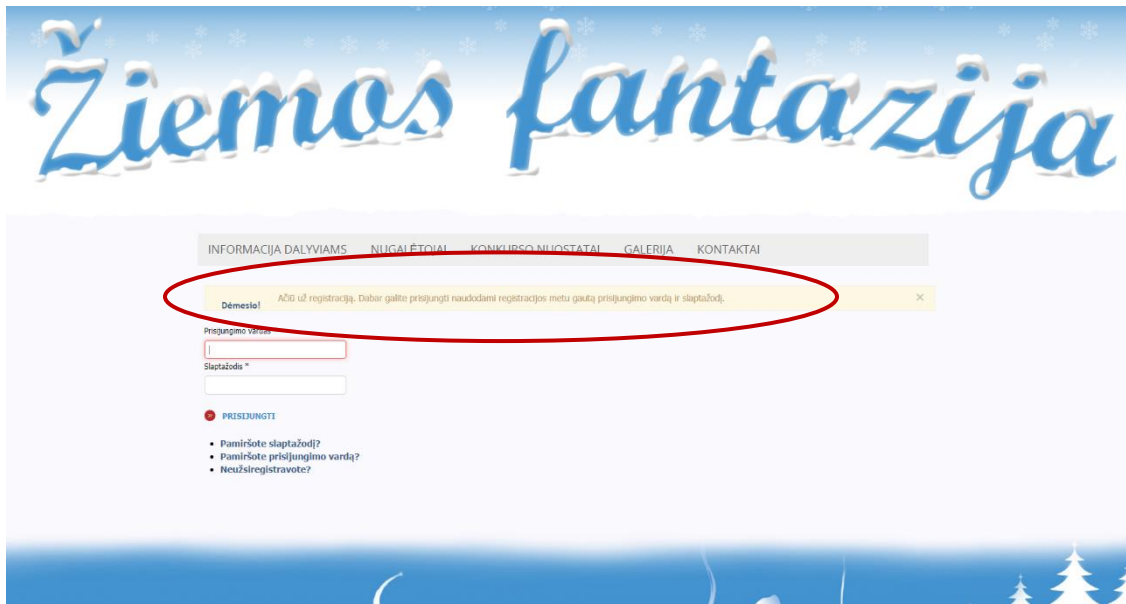 Žiemos fantazija
INFORMACIJA DALYVIAMS NUGALĖTOJAI KONKURSO NUOSTATAI GALERIJA KONTAKTAI
Dėmesio! AČIŪ už registraciją. Dabar galite prisijungti naudodami registracijos metu gautą prisijungimo vardą ir slaptažodį. ×
Prisijungimo vardas *
Slaptažodis *
PRISIJUNGTI
Pamiršote slaptažodį?
Pamiršote prisijungimo vardą?
Neužsiregistravote?